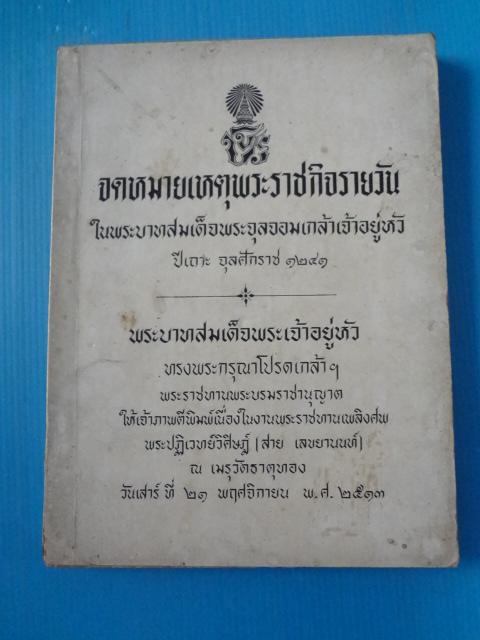 จดหมายเหตุพระราชกิจรายวัน
ในพระบาทสมเด็จพระจุลจอมเกล้าเจ้าอยู่หัว
ปีเถาะ จุลศักราช ๑๒๔๑
พระบาทสมเด็จพระเจ้าอยู่หัว
ทรงพระกรุณาโปรดเกล้า ฯ
พระราชทานพระบรมราชานุญาต
ให้เจ้าภาพตีพิมพ์เนื่องในงานพระราชทานเพลิงศพ
พระปฏิเวทย์วิศิษฎ์ (สาย เลขยานนท์)
ณ เมรุวัดธาตุทอง
วันเสาร์ ที่ ๒๑ พฤศจิกายน พ.ศ. ๒๕๑๓